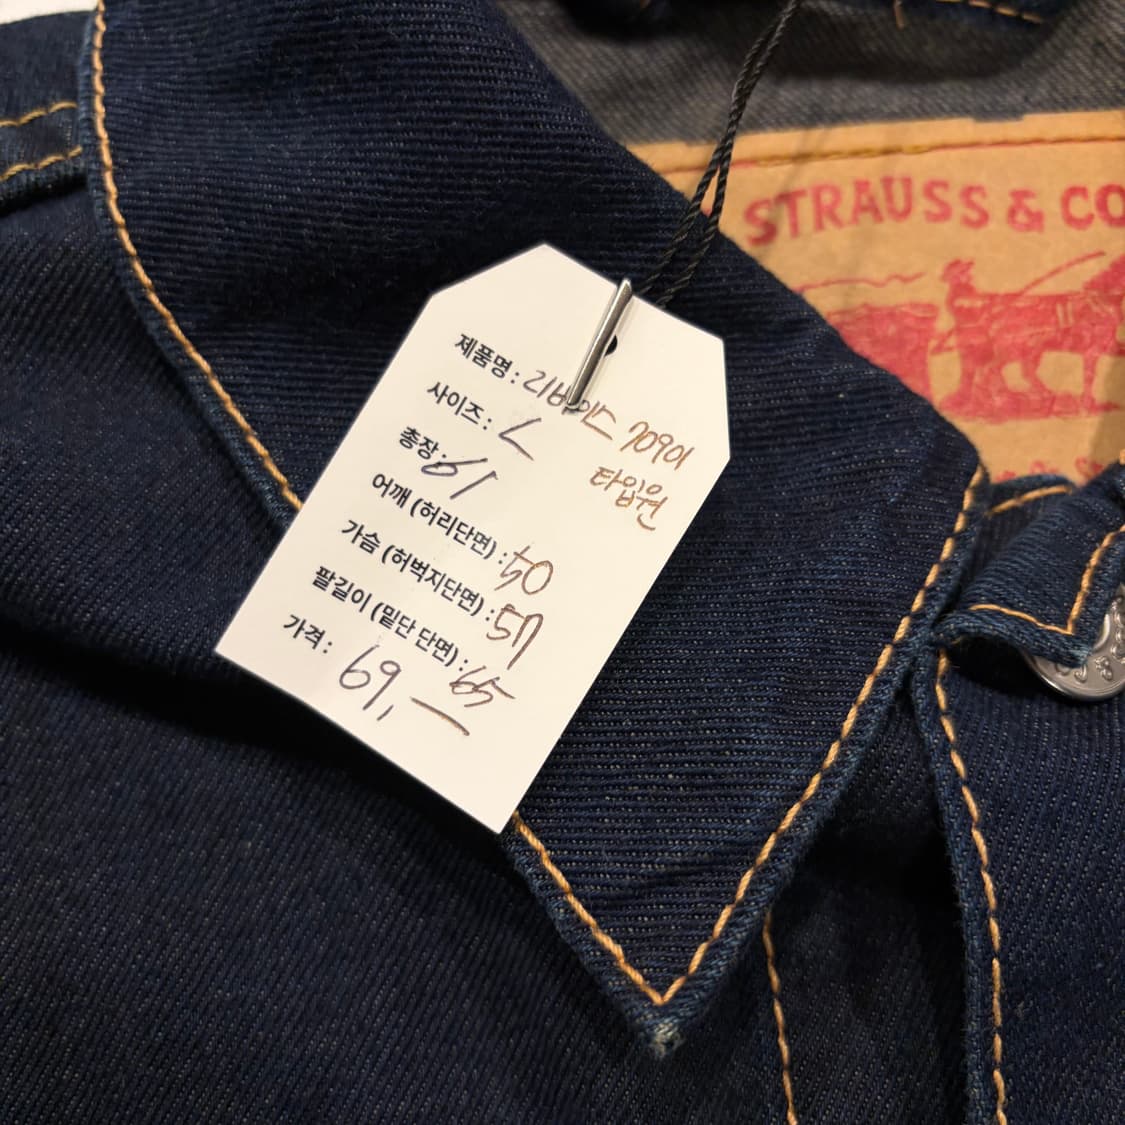 STRAUSS & CO
제품명: 리바이스 70901
타입원
사이즈: L
총장: 61
어깨 (허리단면) : 50
가슴 (허벅지단면) : 57
팔길이 (밑단 단면) : 65
가격: 69,—